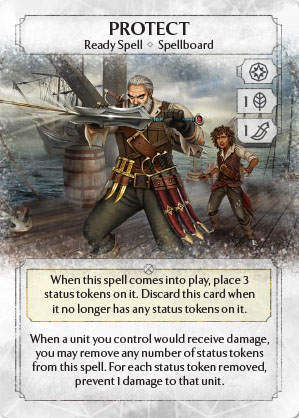 PROTECT
Ready Spell ⬦ Spellboard
1
1
When this spell comes into play, place 3
status tokens on it. Discard this card when
it no longer has any status tokens on it.
When a unit you control would receive damage,
you may remove any number of status tokens
from this spell. For each status token removed,
prevent 1 damage to that unit.